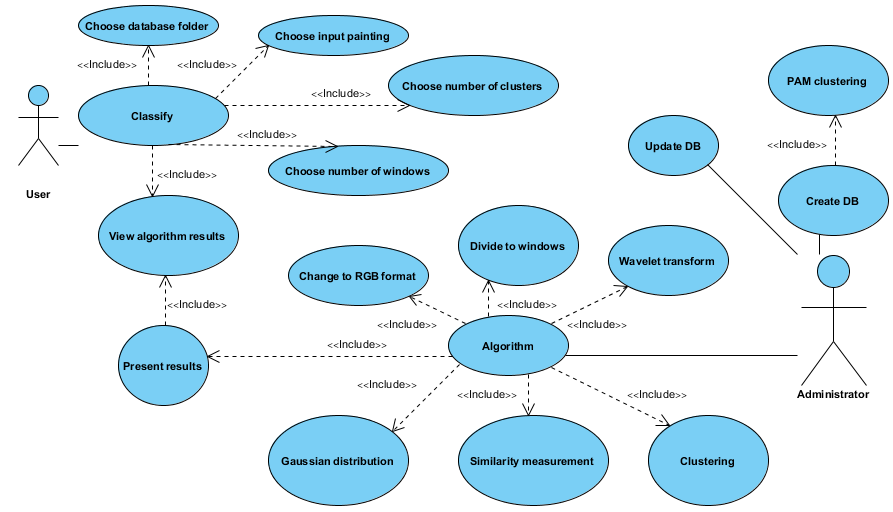 Choose database folder
Choose input painting
<<Include>>
<<Include>>
Choose number of clusters
<<Include>>
PAM clustering
Classify
<<Include>>
Update DB
<<Include>>
Choose number of windows
<<Include>>
User
Create DB
View algorithm results
Divide to windows
Wavelet transform
Change to RGB format
<<Include>>
<<Include>>
<<Include>>
<<Include>>
<<Include>>
Algorithm
Present results
<<Include>>
<<Include>>
<<Include>>
Administrator
Gaussian distribution
Similarity measurement
Clustering